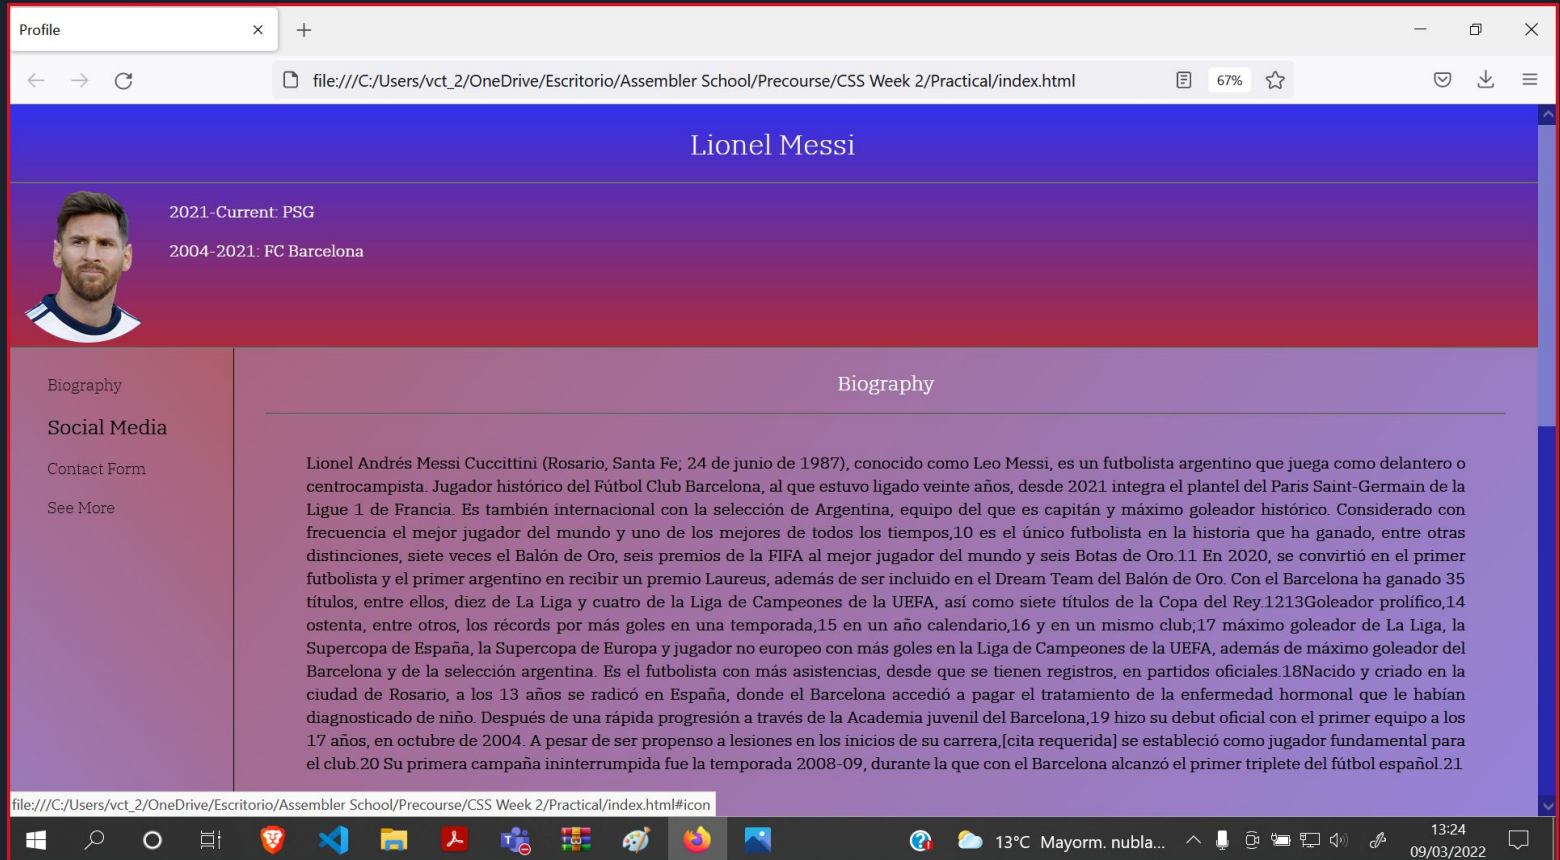 Profile
file:///C:/Users/vct_2/OneDrive/Escritorio/Assembler School/Precourse/CSS Week 2/Practical/index.html
67%
Lionel Messi
2021-Current: PSG
2004-2021: FC Barcelona
Biography
Social Media
Contact Form
See More
Biography
Lionel Andrés Messi Cuccittini (Rosario, Santa Fe; 24 de junio de 1987), conocido como Leo Messi, es un futbolista argentino que juega como delantero o
centrocampista. Jugador histórico del Fútbol Club Barcelona, al que estuvo ligado veinte años, desde 2021 integra el plantel del Paris Saint-Germain de la
Ligue 1 de Francia. Es también internacional con la selección de Argentina, equipo del que es capitán y máximo goleador histórico. Considerado con
frecuencia el mejor jugador del mundo y uno de los mejores de todos los tiempos,10 es el único futbolista en la historia que ha ganado, entre otras
distinciones, siete veces el Balón de Oro, seis premios de la FIFA al mejor jugador del mundo y seis Botas de Oro.11 En 2020, se convirtió en el primer
futbolista y el primer argentino en recibir un premio Laureus, además de ser incluido en el Dream Team del Balón de Oro. Con el Barcelona ha ganado 35
títulos, entre ellos, diez de La Liga y cuatro de la Liga de Campeones de la UEFA, así como siete títulos de la Copa del Rey.1213Goleador prolífico,14
ostenta, entre otros, los récords por más goles en una temporada,15 en un año calendario,16 y en un mismo club;17 máximo goleador de La Liga, la
Supercopa de España, la Supercopa de Europa y jugador no europeo con más goles en la Liga de Campeones de la UEFA, además de máximo goleador del
Barcelona y de la selección argentina. Es el futbolista con más asistencias, desde que se tienen registros, en partidos oficiales.18Nacido y criado en la
ciudad de Rosario, a los 13 años se radicó en España, donde el Barcelona accedió a pagar el tratamiento de la enfermedad hormonal que le habían
diagnosticado de niño. Después de una rápida progresión a través de la Academia juvenil del Barcelona,19 hizo su debut oficial con el primer equipo a los
17 años, en octubre de 2004. A pesar de ser propenso a lesiones en los inicios de su carrera,[cita requerida] se estableció como jugador fundamental para
el club.20 Su primera campaña ininterrumpida fue la temporada 2008-09, durante la que con el Barcelona alcanzó el primer triplete del fútbol español.21
file:///C:/Users/vct_2/OneDrive/Escritorio/Assembler School/Precourse/CSS Week 2/Practical/index.html#icon
13°C Mayorm. nubla...
13:24
09/03/2022